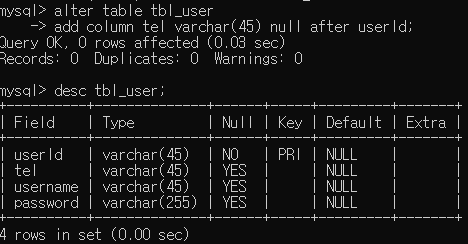 mysql> alter table tbl_user
    -> add column tel varchar(45) null after userId;
Query OK, 0 rows affected (0.03 sec)
Records: 0  Duplicates: 0  Warnings: 0

mysql> desc tbl_user;
+----------+--------------+------+-----+---------+-------+
| Field    | Type         | Null | Key | Default | Extra |
+----------+--------------+------+-----+---------+-------+
| userId   | varchar(45)  | NO   | PRI | NULL    |       |
| tel      | varchar(45)  | YES  |     | NULL    |       |
| username | varchar(45)  | YES  |     | NULL    |       |
| password | varchar(255) | YES  |     | NULL    |       |
+----------+--------------+------+-----+---------+-------+
4 rows in set (0.00 sec)